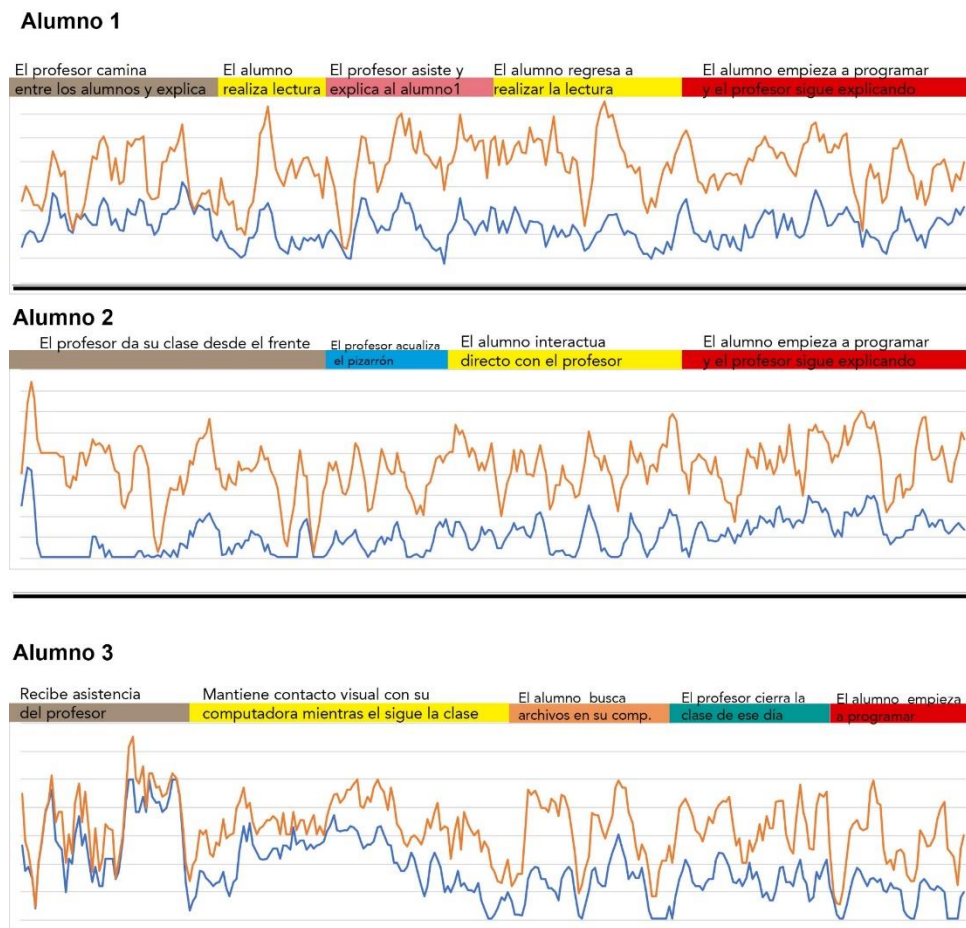 Alumno 1
El profesor camina
entre los alumnos y explica
El alumno
realiza lectura
El profesor asiste y
explica al alumno1
El alumno regresa a
realizar la lectura
El alumno empieza a programar
y el profesor sigue explicando
Alumno 2
El profesor da su clase desde el frente
El profesor acualiza
el pizarrón
El alumno interactua
directo con el profesor
El alumno empieza a programar
y el profesor sigue explicando
Alumno 3
Recibe asistencia
del profesor
Mantiene contacto visual con su
computadora mientras el sigue la clase
El alumno busca
archivos en su comp.
El profesor cierra la
clase de ese día
El alumno empieza
a programar